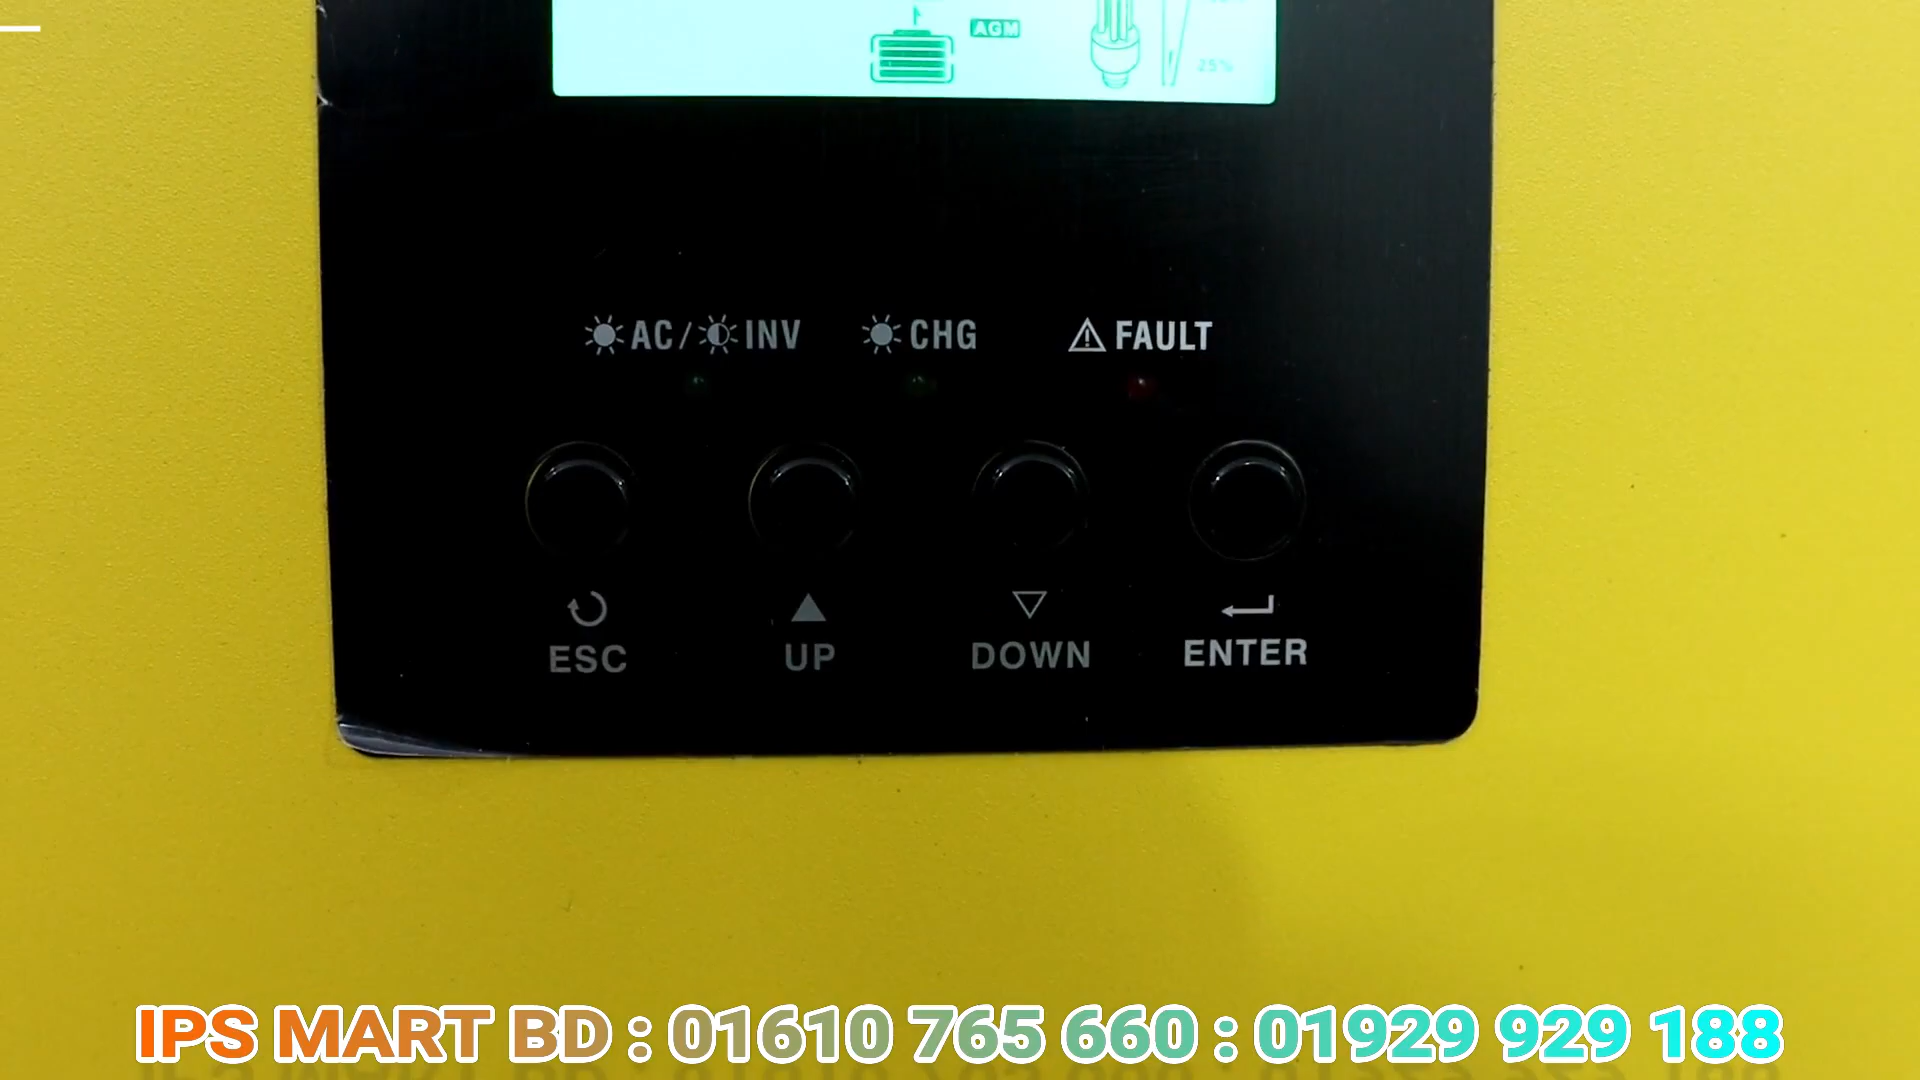 AGM
25%
AC/ INV CHG FAULT
ESC UP DOWN ENTER
IPS MART BD : 01610 765 660 : 01929 929 188